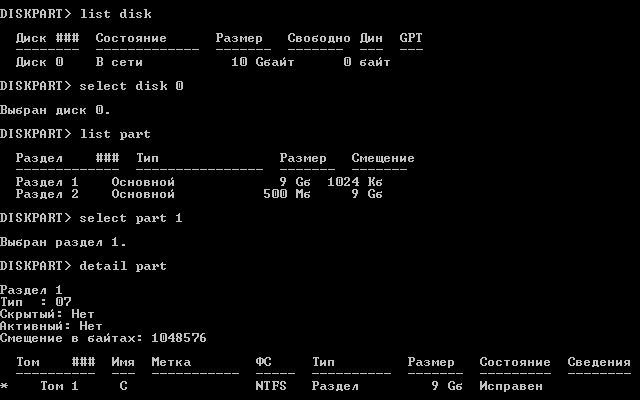 DISKPART> list disk
Диск ### Состояние Размер Свободно Дин GPT
-------- ------------- ------- ------- --- ---
Диск 0 В сети 10 Gбайт 0 байт
DISKPART> select disk 0
Выбран диск 0.
DISKPART> list part
Раздел ### Тип Размер Смещение
------------- ---------------- ------- -------
Раздел 1 Основной 9 Gб 1024 Kб
Раздел 2 Основной 500 Mб 9 Gб
DISKPART> select part 1
Выбран раздел 1.
DISKPART> detail part
Раздел 1
Тип : 07
Скрытый: Нет
Активный: Нет
Смещение в байтах: 1048576
Том ### Имя Метка ФС Тип Размер Состояние Сведения
---------- --- ----------- ----- ---------- ------- --------- --------
* Том 1 C NTFS Раздел 9 Gб Исправен